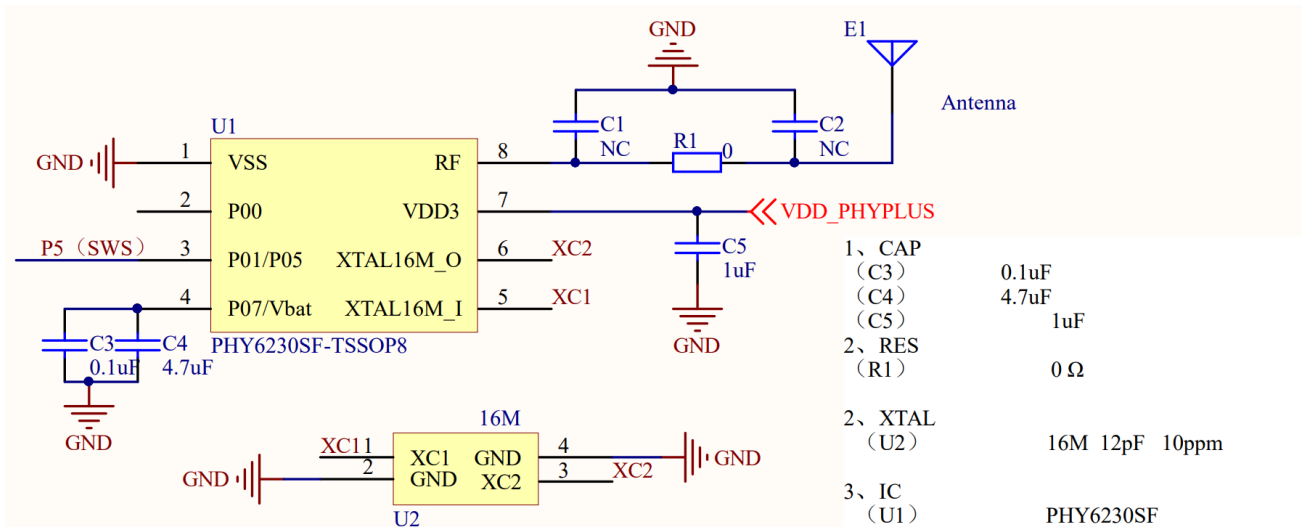 GND
E1
Antenna
U1
C1
NC
R1
0
C2
NC
GND
1
VSS
RF
8
2
P00
VDD3
7
VDD_PHYPLUS
P5（SWS）
3
P01/P05
XTAL16M_O
6
XC2
C5
1uF
4
P07/Vbat
XTAL16M_I
5
XC1
PHY6230SF-TSSOP8
C3
0.1uF
C4
4.7uF
GND
GND
16M
XC1
1
XC1
GND
4
GND
2
GND
XC2
3
XC2
GND
U2
1、CAP
（C3） 0.1uF
（C4） 4.7uF
（C5） 1uF
2、RES
（R1） 0 Ω
2、XTAL
（U2） 16M 12pF 10ppm
3、IC
（U1） PHY6230SF